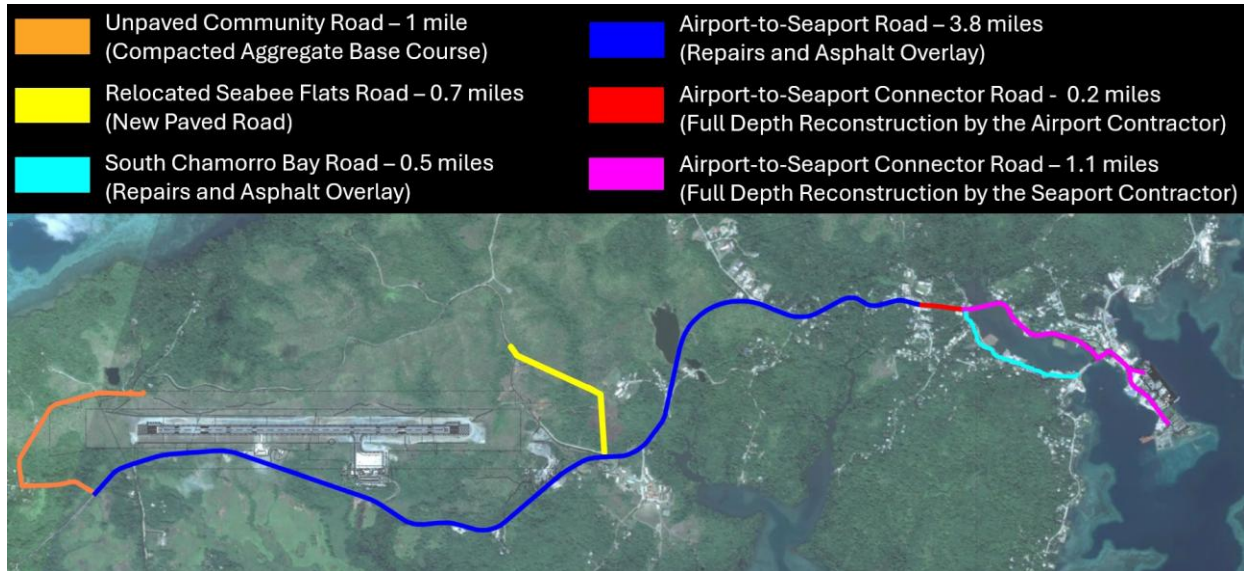 Unpaved Community Road – 1 mile
(Compacted Aggregate Base Course)
Relocated Seabee Flats Road – 0.7 miles
(New Paved Road)
South Chamorro Bay Road – 0.5 miles
(Repairs and Asphalt Overlay)
Airport-to-Seaport Road – 3.8 miles
(Repairs and Asphalt Overlay)
Airport-to-Seaport Connector Road - 0.2 miles
(Full Depth Reconstruction by the Airport Contractor)
Airport-to-Seaport Connector Road – 1.1 miles
(Full Depth Reconstruction by the Seaport Contractor)